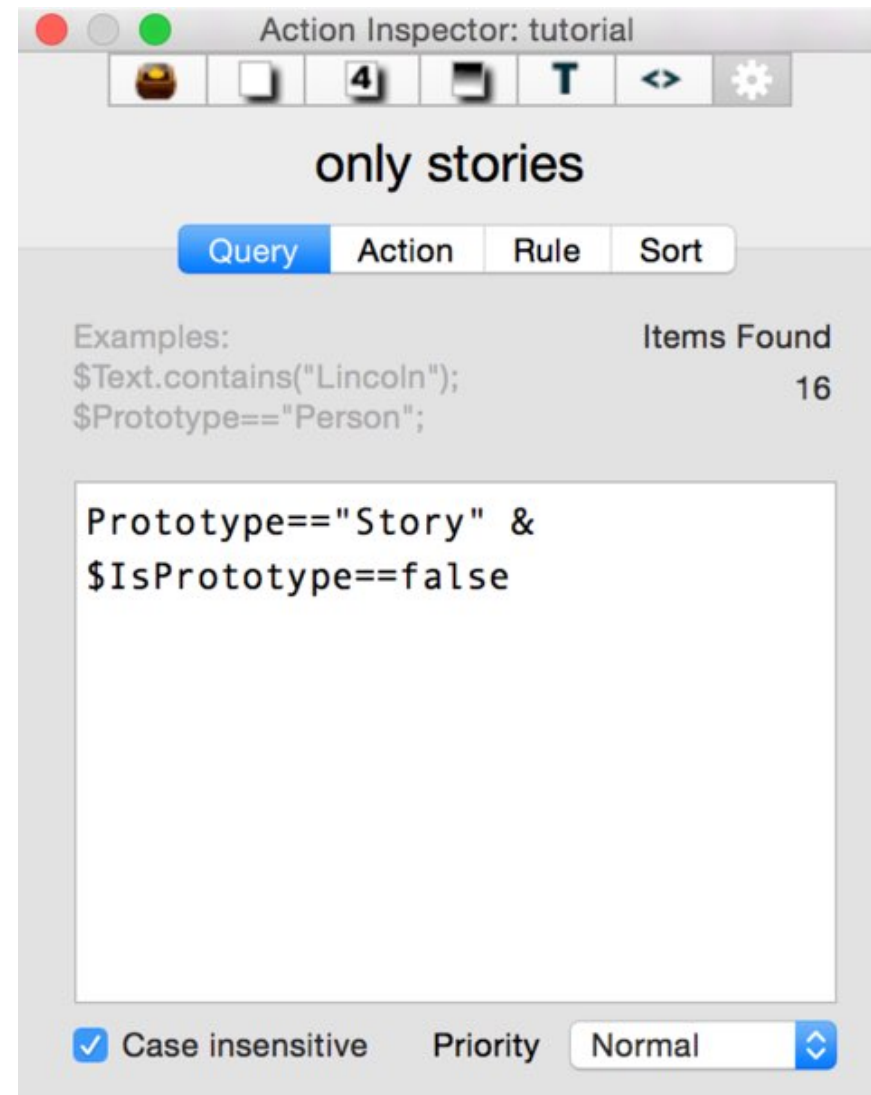 Action Inspector: tutorial
4 T <>
only stories
Query Action Rule Sort
Examples: Items Found
$Text.contains("Lincoln"); 16
$Prototype=="Person";
Prototype=="Story" &
$IsPrototype==false
Case insensitive Priority Normal